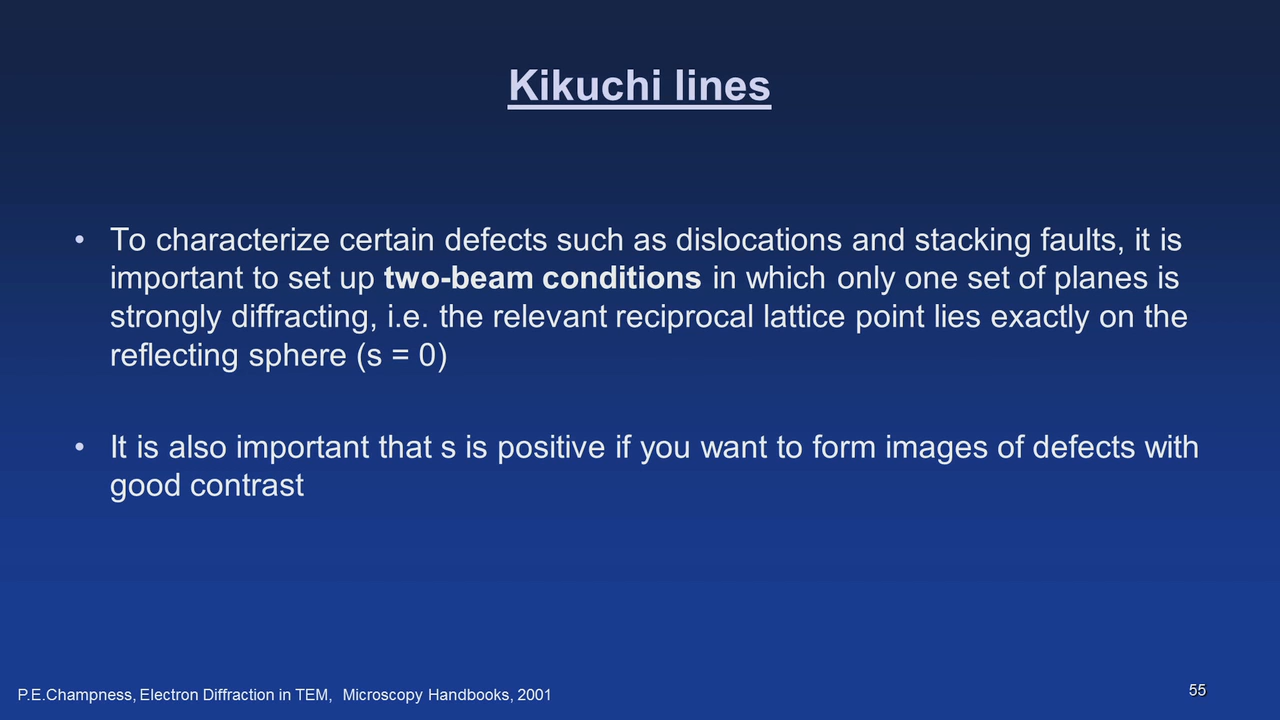 Kikuchi lines
• To characterize certain defects such as dislocations and stacking faults, it is
important to set up two-beam conditions in which only one set of planes is
strongly diffracting, i.e. the relevant reciprocal lattice point lies exactly on the
reflecting sphere (s = 0)
• It is also important that s is positive if you want to form images of defects with
good contrast
P.E.Champness, Electron Diffraction in TEM, Microscopy Handbooks, 2001
55